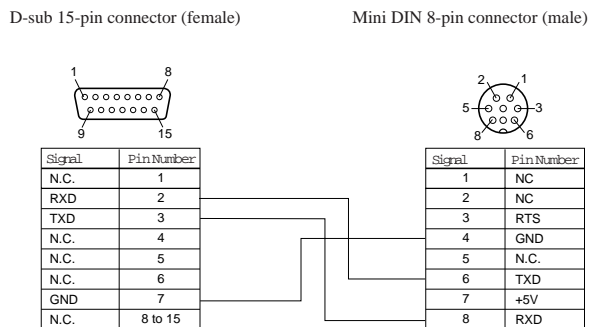 D-sub 15-pin connector (female) Mini DIN 8-pin connector (male)
1 8
9 15
2 1
5 3
8 6
Signal Pin Number Signal Pin Number
N.C. 1 1 NC
RXD 2 2 NC
TXD 3 3 RTS
N.C. 4 4 GND
N.C. 5 5 N.C.
N.C. 6 6 TXD
GND 7 7 +5V
N.C. 8 to 15 8 RXD